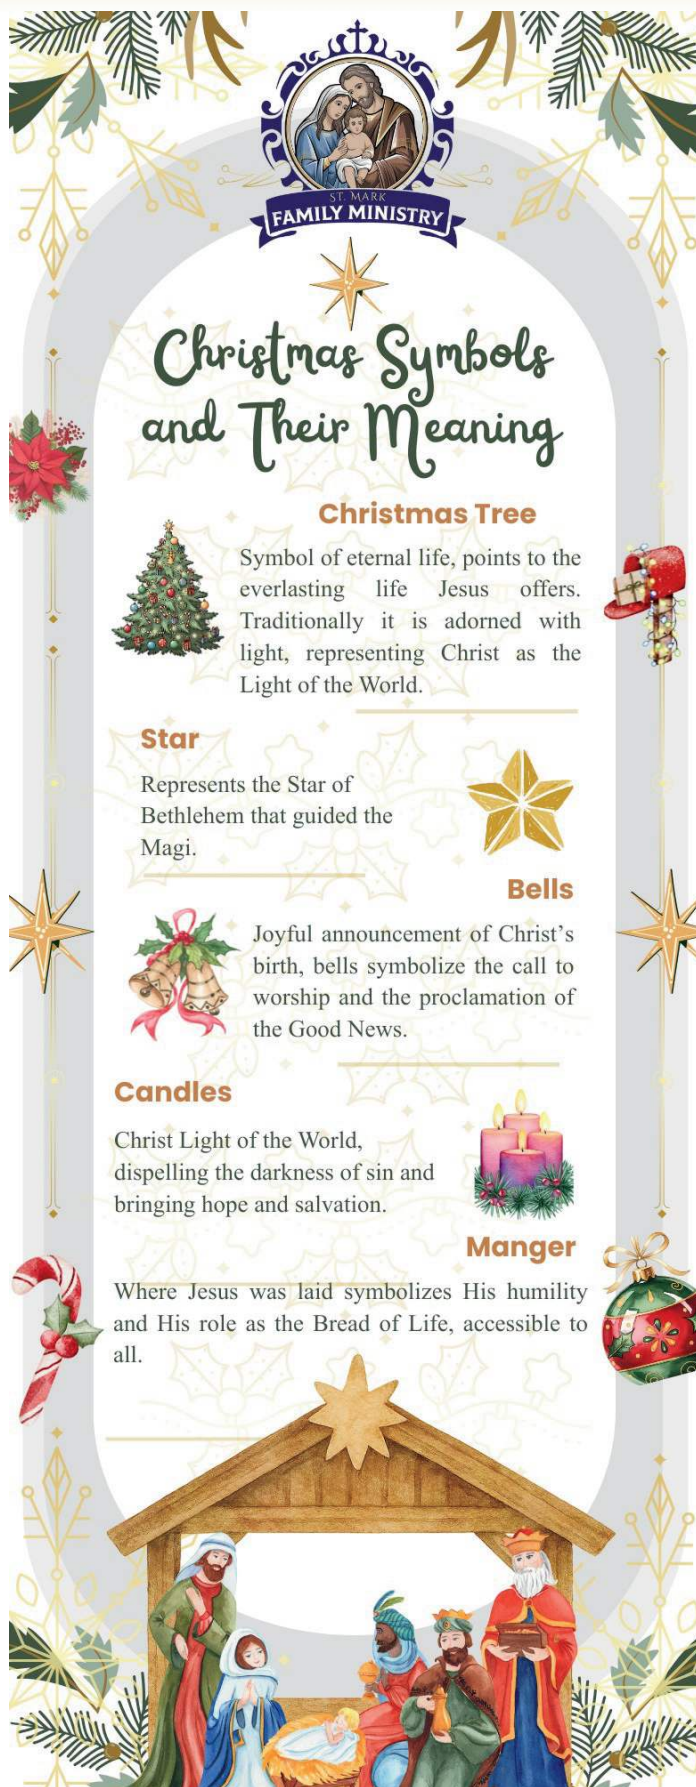 ST. MARK
FAMILY MINISTRY
Christmas Symbols
and Their Meaning
Christmas Tree
Symbol of eternal life, points to the
everlasting life Jesus offers.
Traditionally it is adorned with
light, representing Christ as the
Light of the World.
Star
Represents the Star of
Bethlehem that guided the
Magi.
Bells
Joyful announcement of Christ's
birth, bells symbolize the call to
worship and the proclamation of
the Good News.
Candles
Christ Light of the World,
dispelling the darkness of sin and
bringing hope and salvation.
Manger
Where Jesus was laid symbolizes His humility
and His role as the Bread of Life, accessible to
all.